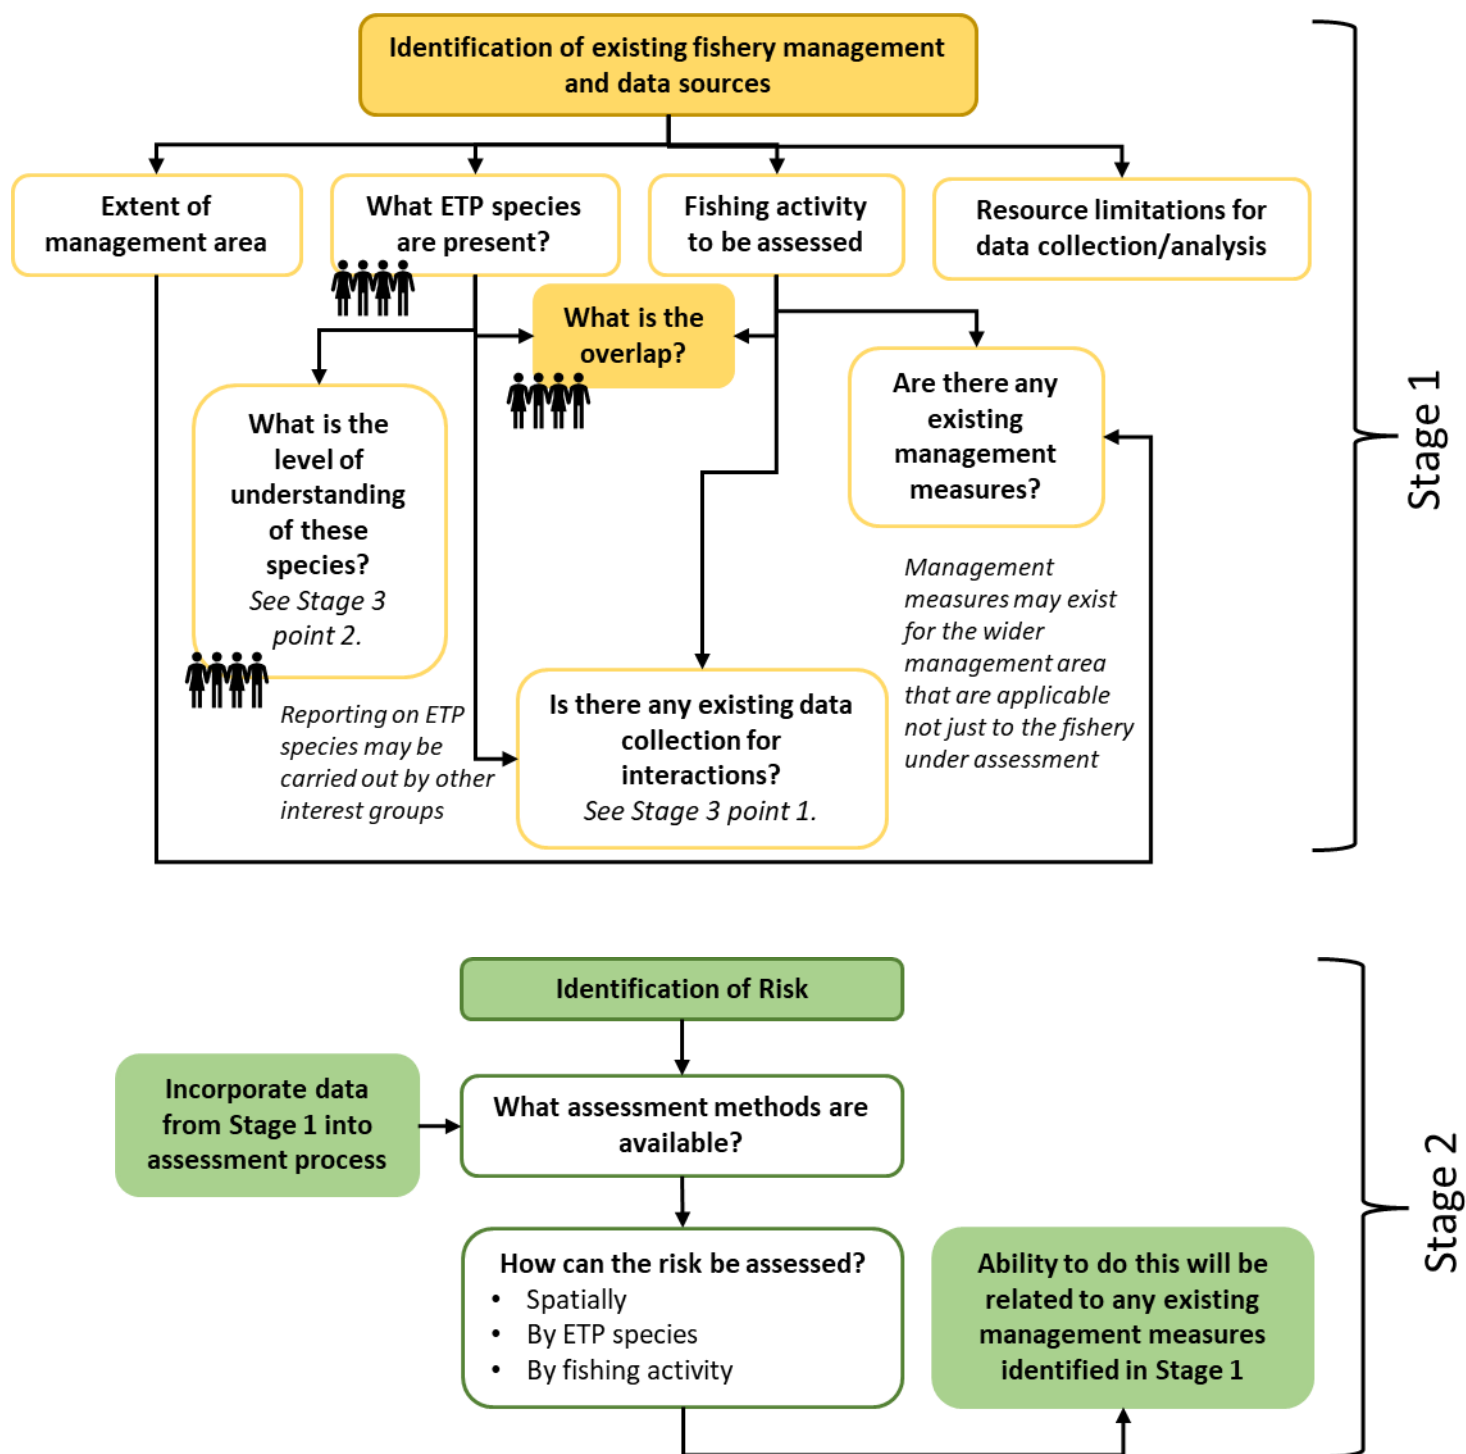 Identification of existing fishery management
and data sources
Extent of
management area
What ETP species
are present?
Fishing activity
to be assessed
Resource limitations for
data collection/analysis
What is the
overlap?
Are there any
existing
management
measures?
What is the
level of
understanding
of these
species?
See Stage 3
point 2.
Management
measures may exist
for the wider
management area
that are applicable
not just to the fishery
under assessment
Reporting on ETP
species may be
carried out by other
interest groups
Is there any existing data
collection for
interactions?
See Stage 3 point 1.
Stage 1
Identification of Risk
Incorporate data
from Stage 1 into
assessment process
What assessment methods are
available?
How can the risk be assessed?
• Spatially
• By ETP species
• By fishing activity
Ability to do this will be
related to any existing
management measures
identified in Stage 1
Stage 2